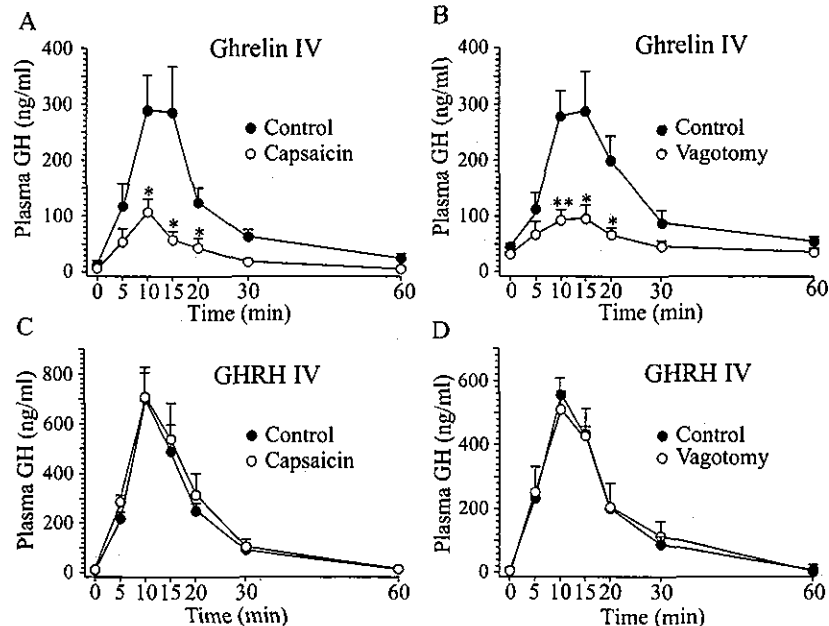 A
Ghrelin IV
Plasma GH (ng/ml)
400
300
200
100
0
Control
Capsaicin
*
*
*
0 5 10 15 20 30 60
Time (min)
B
Ghrelin IV
Plasma GH (ng/ml)
400
300
200
100
0
Control
Vagotomy
**
*
*
0 5 10 15 20 30 60
Time (min)
C
GHRH IV
Plasma GH (ng/ml)
800
600
400
200
0
Control
Capsaicin
0 5 10 15 20 30 60
Time (min)
D
GHRH IV
Plasma GH (ng/ml)
600
400
200
0
Control
Vagotomy
0 5 10 15 20 30 60
Time (min)